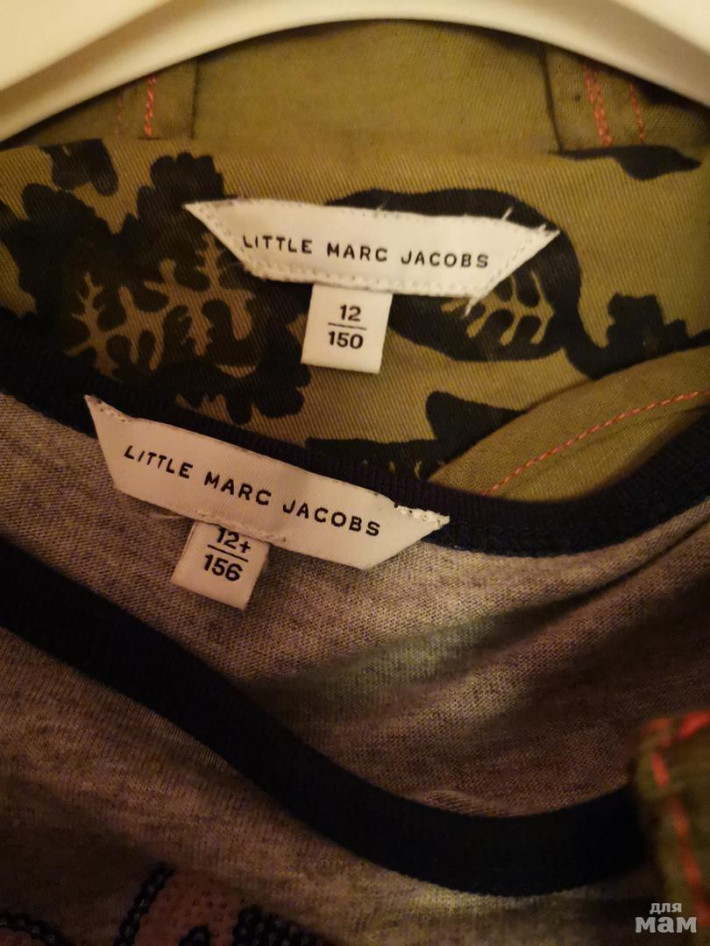 LITTLE MARC JACOBS
12
150
LITTLE MARC JACOBS
12+
156
для
мам